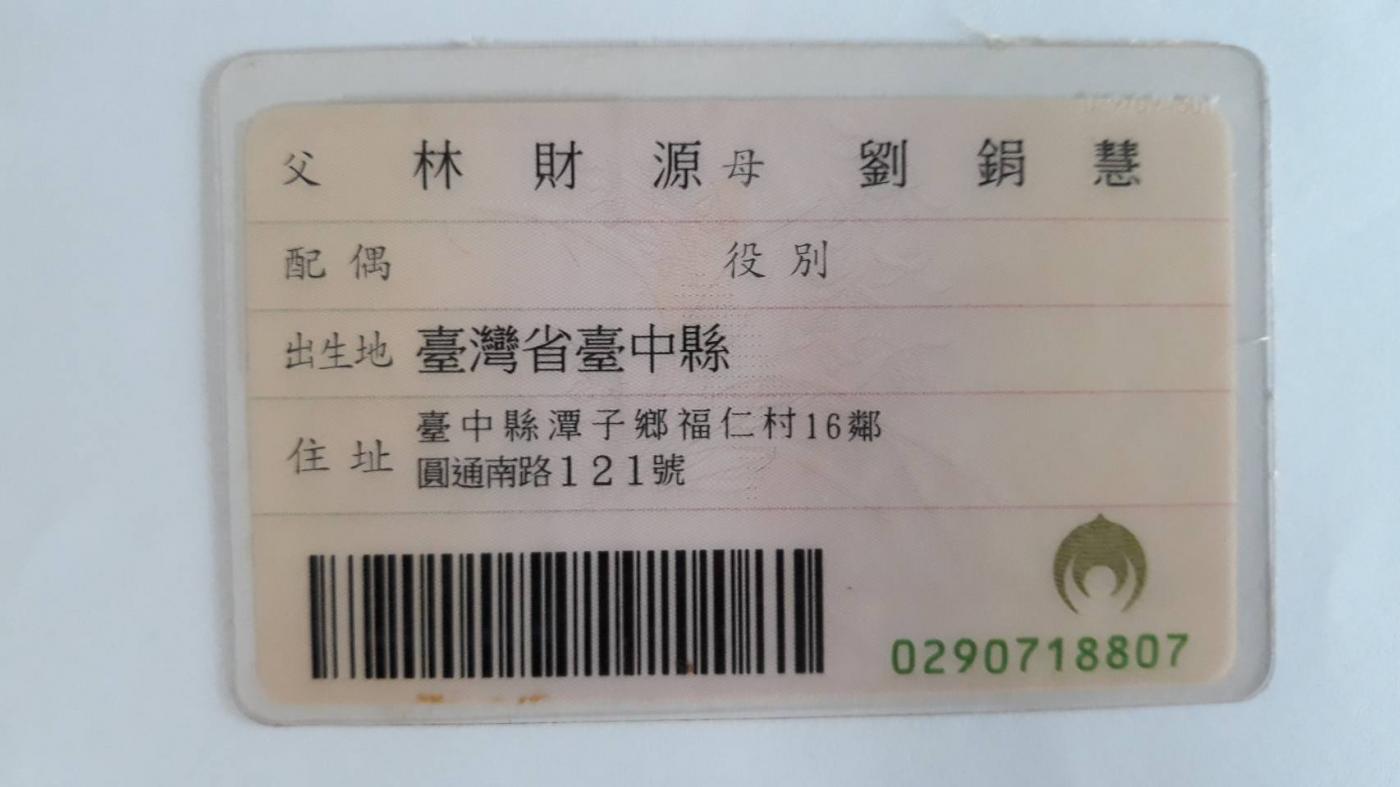 父 林財源 母 劉鋗慧
配偶 役別
出生地 臺灣省臺中縣
住址 臺中縣潭子鄉福仁村16鄰
圓通南路121號
0290718807